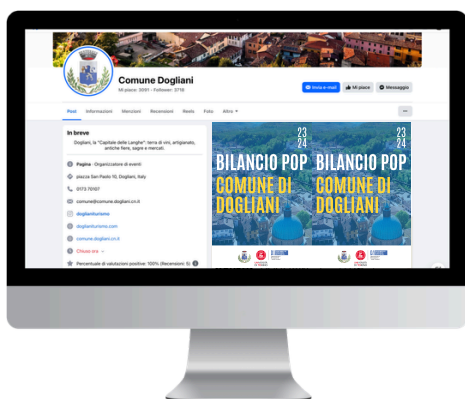 Comune Dogliani
Mi piace: 3091 • Follower: 3718
Invia e-mail
Mi piace
Messaggio
Post
Informazioni
Menzioni
Recensioni
Reels
Foto
Altro
In breve
Dogliani, la "Capitale delle Langhe": terra di vini, artigianato,
antiche fiere, sagre e mercati.
Pagina · Organizzatore di eventi
piazza San Paolo 10, Dogliani, Italy
0173 70107
comune@comune.dogliani.cn.it
doglianiturismo
doglianiturismo.com
comune.dogliani.cn.it
Chiuso ora
Percentuale di valutazioni positive: 100% (Recensioni: 5)
23
24
BILANCIO POP
COMUNE DI
DOGLIANI
23
24
BILANCIO POP
COMUNE DI
DOGLIANI